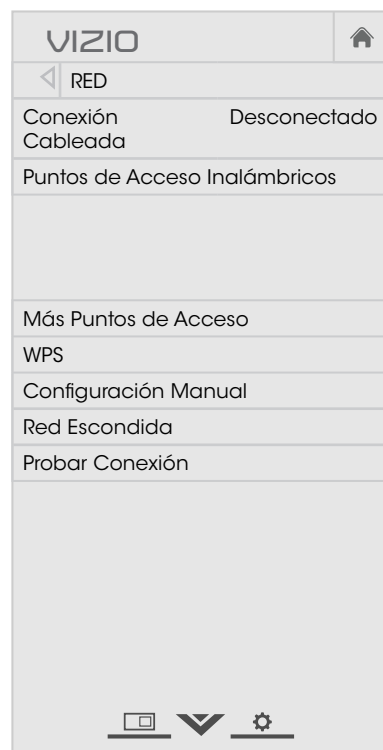 VIZIO
RED
Conexión Desconectado
Cableada
Puntos de Acceso Inalámbricos
Más Puntos de Acceso
WPS
Configuración Manual
Red Escondida
Probar Conexión